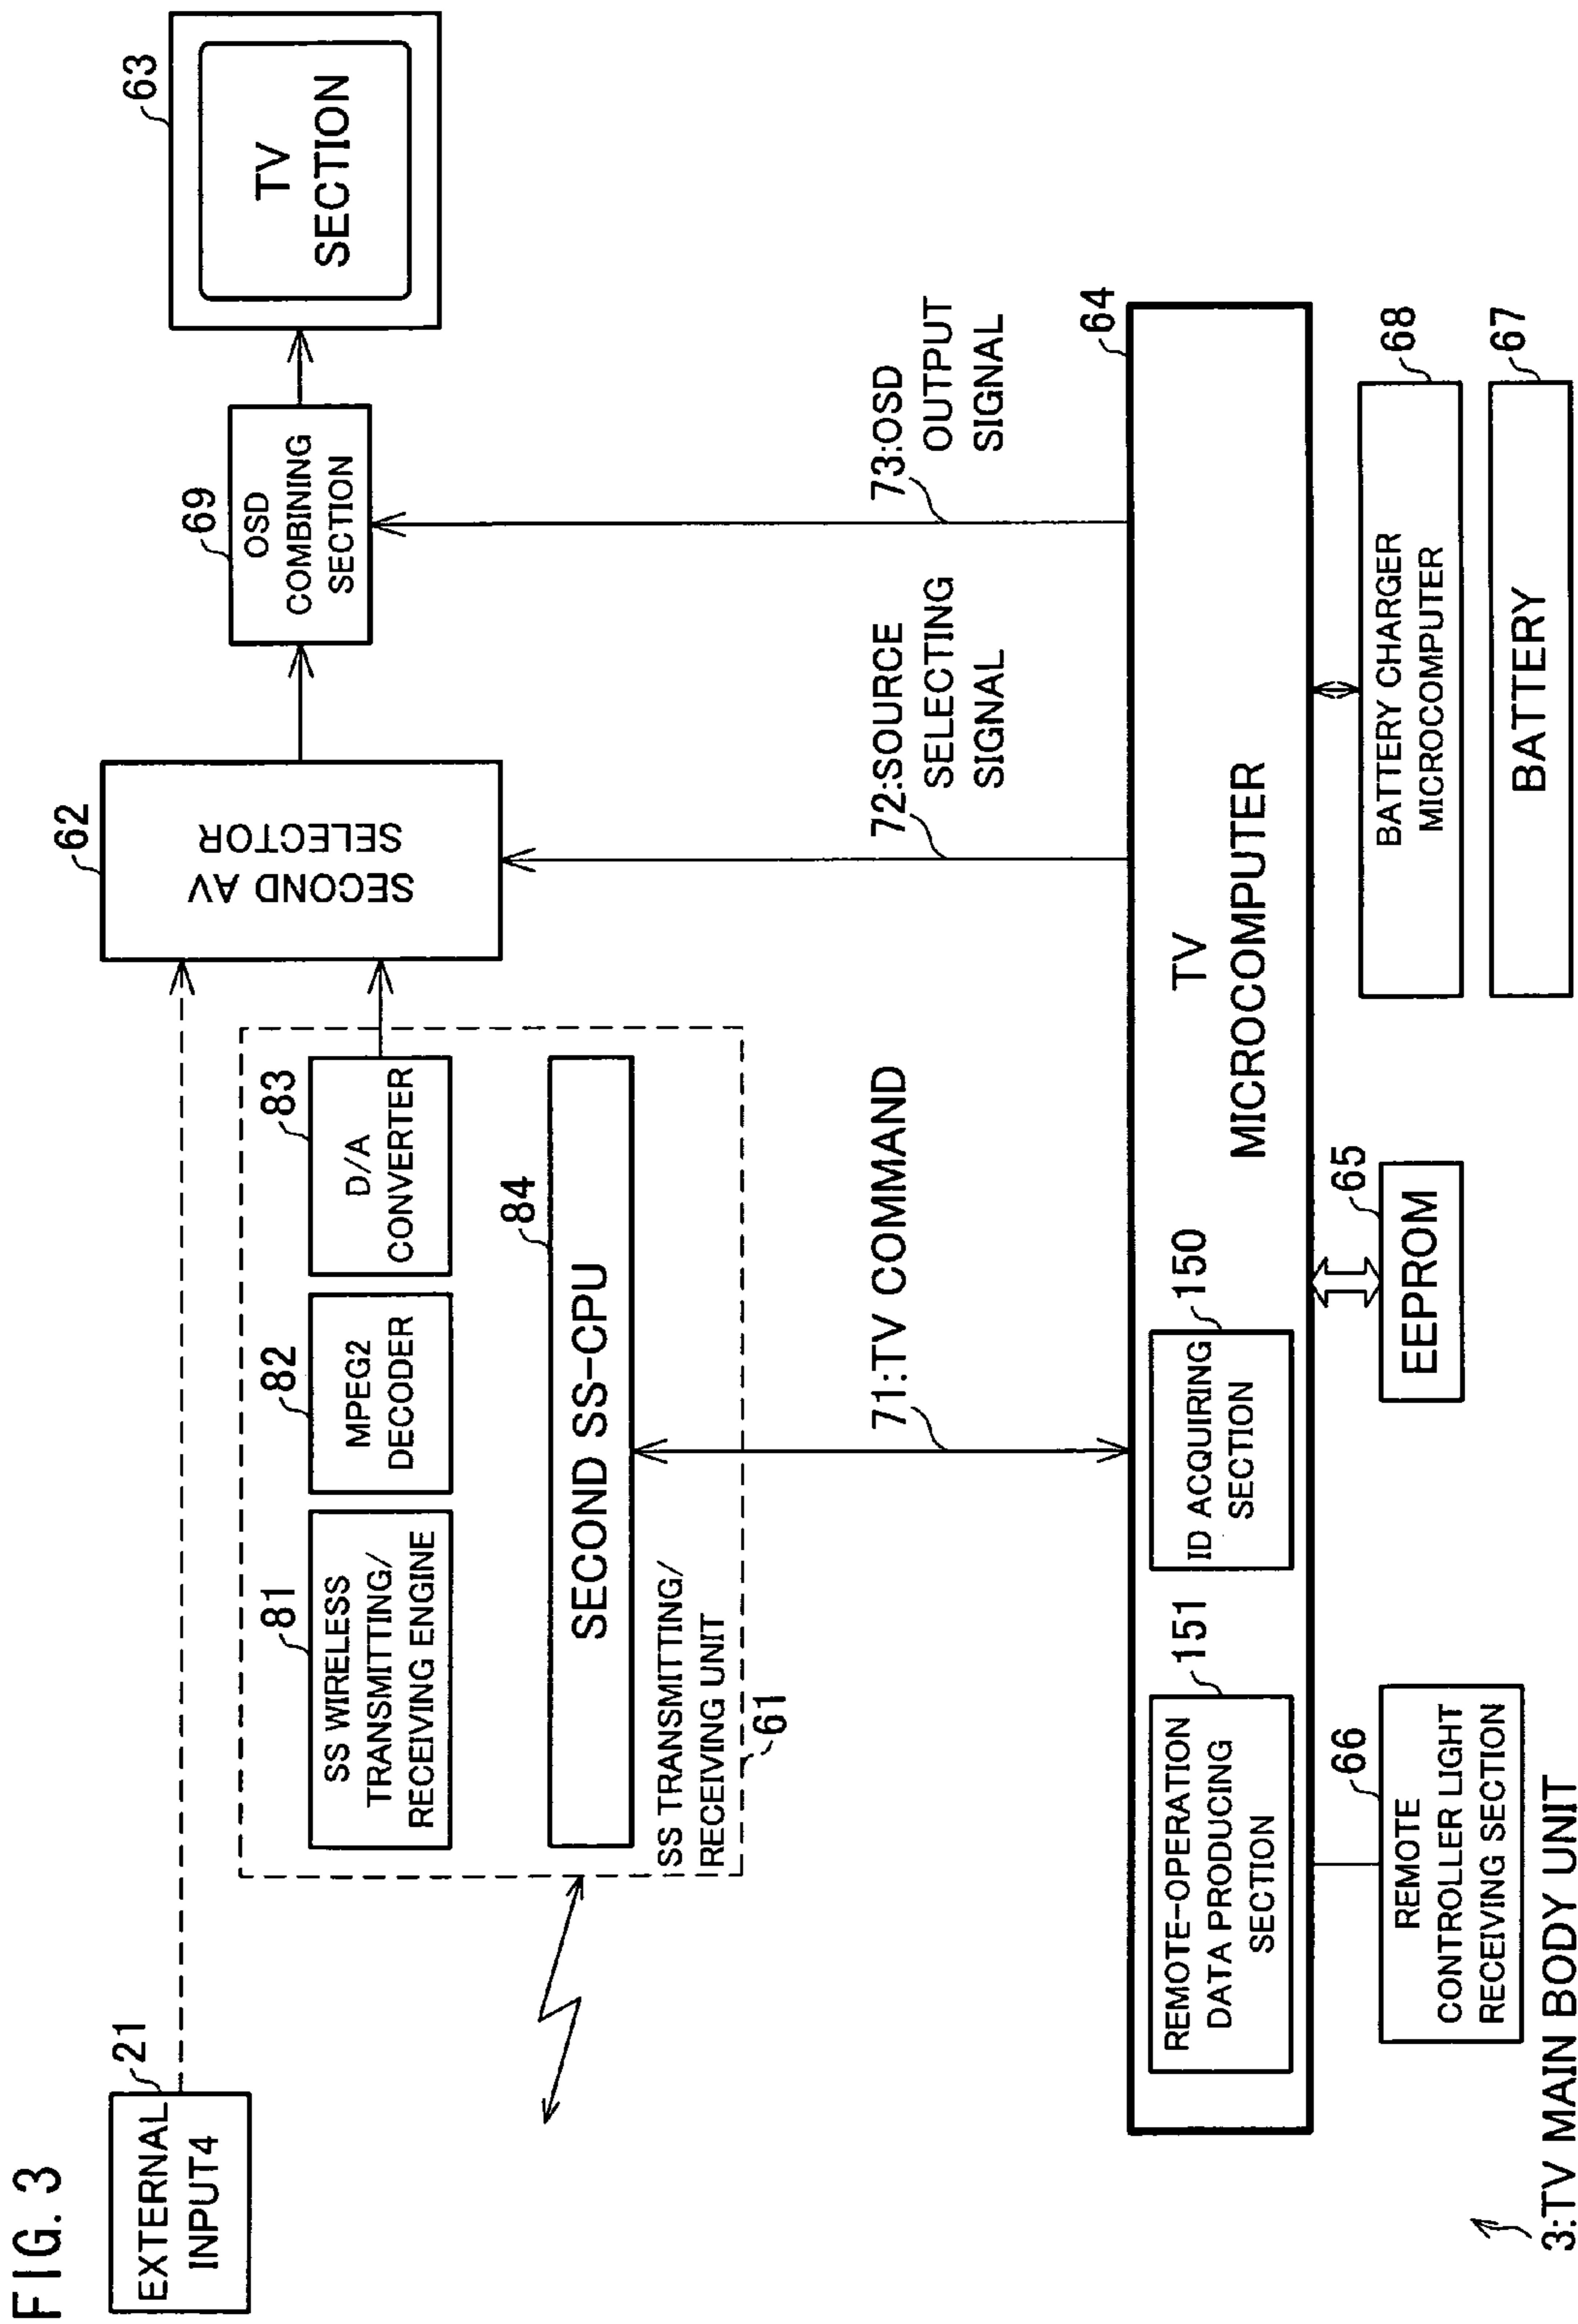 FIG. 3
EXTERNAL
INPUT4
21
62
SECOND AV
SELECTOR
69
OSD
COMBINING
SECTION
63
TV
SECTION
81
SS WIRELESS
TRANSMITTING/
RECEIVING ENGINE
82
MPEG2
DECODER
83
D/A
CONVERTER
84
SECOND SS-CPU
SS TRANSMITTING/
RECEIVING UNIT
61
71:TV COMMAND
72:SOURCE
SELECTING
SIGNAL
73:OSD
OUTPUT
SIGNAL
64
TV
MICROCOMPUTER
REMOTE-OPERATION
DATA PRODUCING
SECTION
151
ID ACQUIRING
SECTION
150
66
REMOTE
CONTROLLER LIGHT
RECEIVING SECTION
65
EEPROM
68
BATTERY CHARGER
MICROCOMPUTER
67
BATTERY
3:TV MAIN BODY UNIT